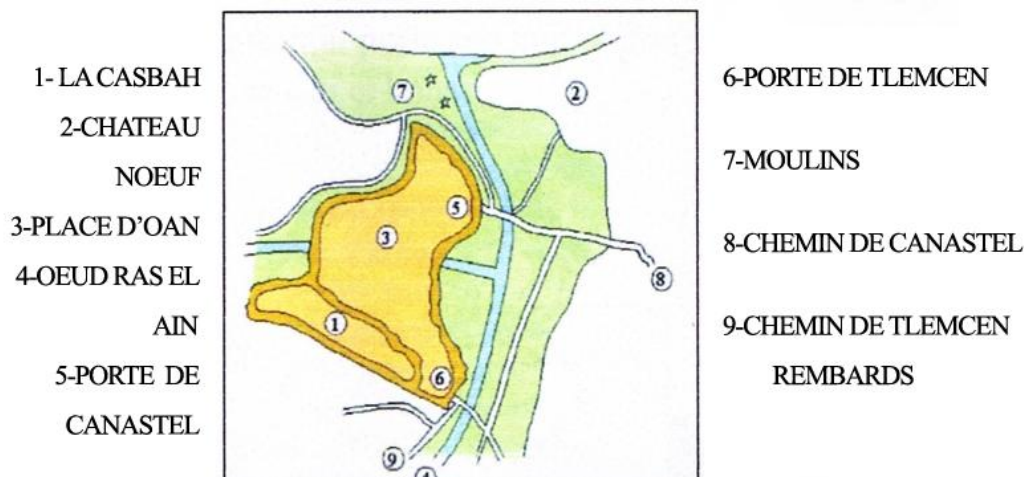 1- LA CASBAH
2-CHATEAU
NOEUF
3-PLACE D'OAN
4-OEUD RAS EL
AIN
5-PORTE DE
CANASTEL
7
2
5
3
8
1
6
9
4
6-PORTE DE TLEMCEN
7-MOULINS
8-CHEMIN DE CANASTEL
9-CHEMIN DE TLEMCEN
REMBARDS